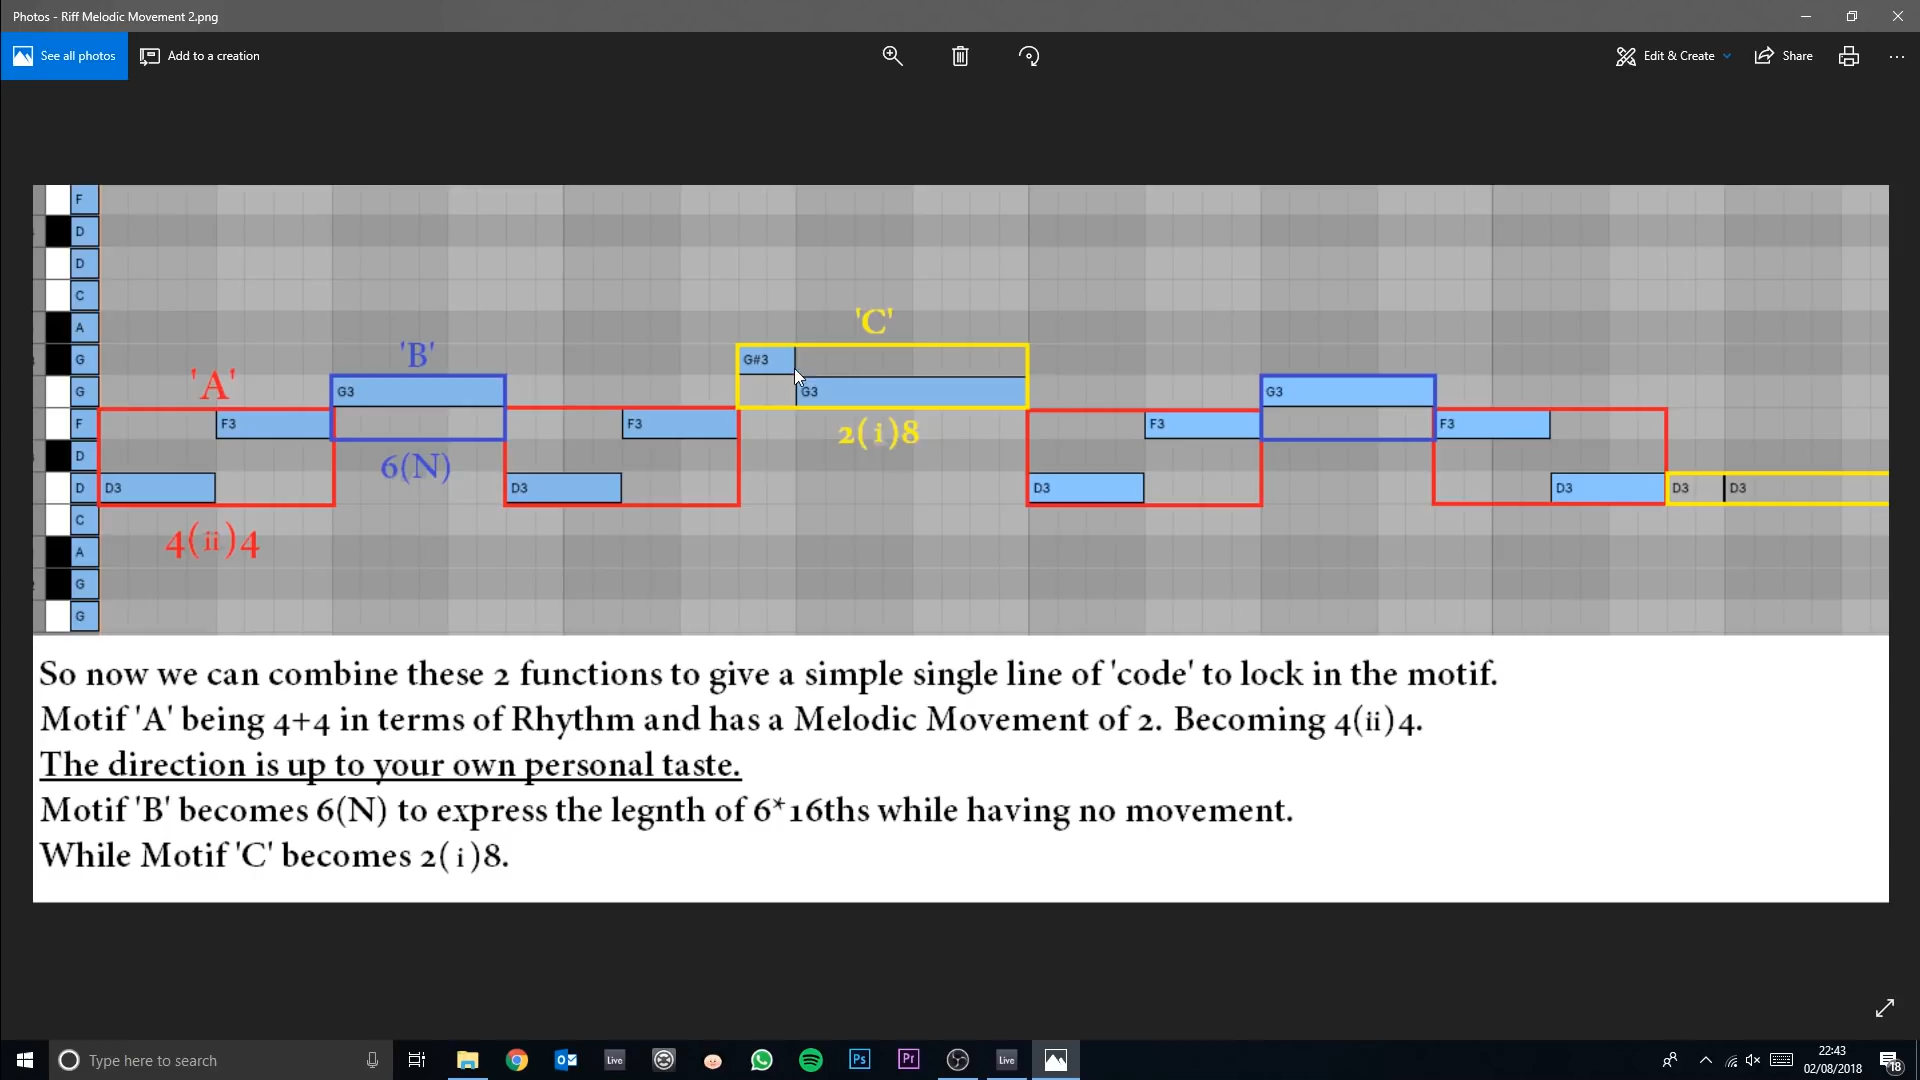 Photos - Riff Melodic Movement 2.png
See all photos
Add to a creation
Edit & Create
Share
F
D
D
C
A
'C'
G
G#3
'B'
G
G3
G3
G3
'A'
F
F3
F3
2(i)8
F3
F3
D
6(N)
D
D3
D3
D3
D3
D3
D3
C
4(ii)4
A
G
G
So now we can combine these 2 functions to give a simple single line of 'code' to lock in the motif.
Motif 'A' being 4+4 in terms of Rhythm and has a Melodic Movement of 2. Becoming 4(ii)4.
The direction is up to your own personal taste.
Motif 'B' becomes 6(N) to express the legnth of 6*16ths while having no movement.
While Motif 'C' becomes 2(i)8.
Type here to search
Live
Ps
Pr
Live
22:43
02/08/2018
18